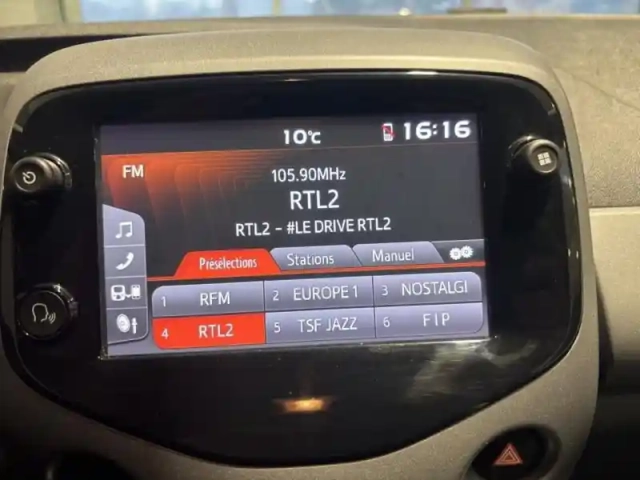 10°C 16:16
FM
105.90MHz
RTL2
RTL2 - #LE DRIVE RTL2
Présélections Stations Manuel
1 RFM 2 EUROPE 1 3 NOSTALGI
4 RTL2 5 TSF JAZZ 6 FIP